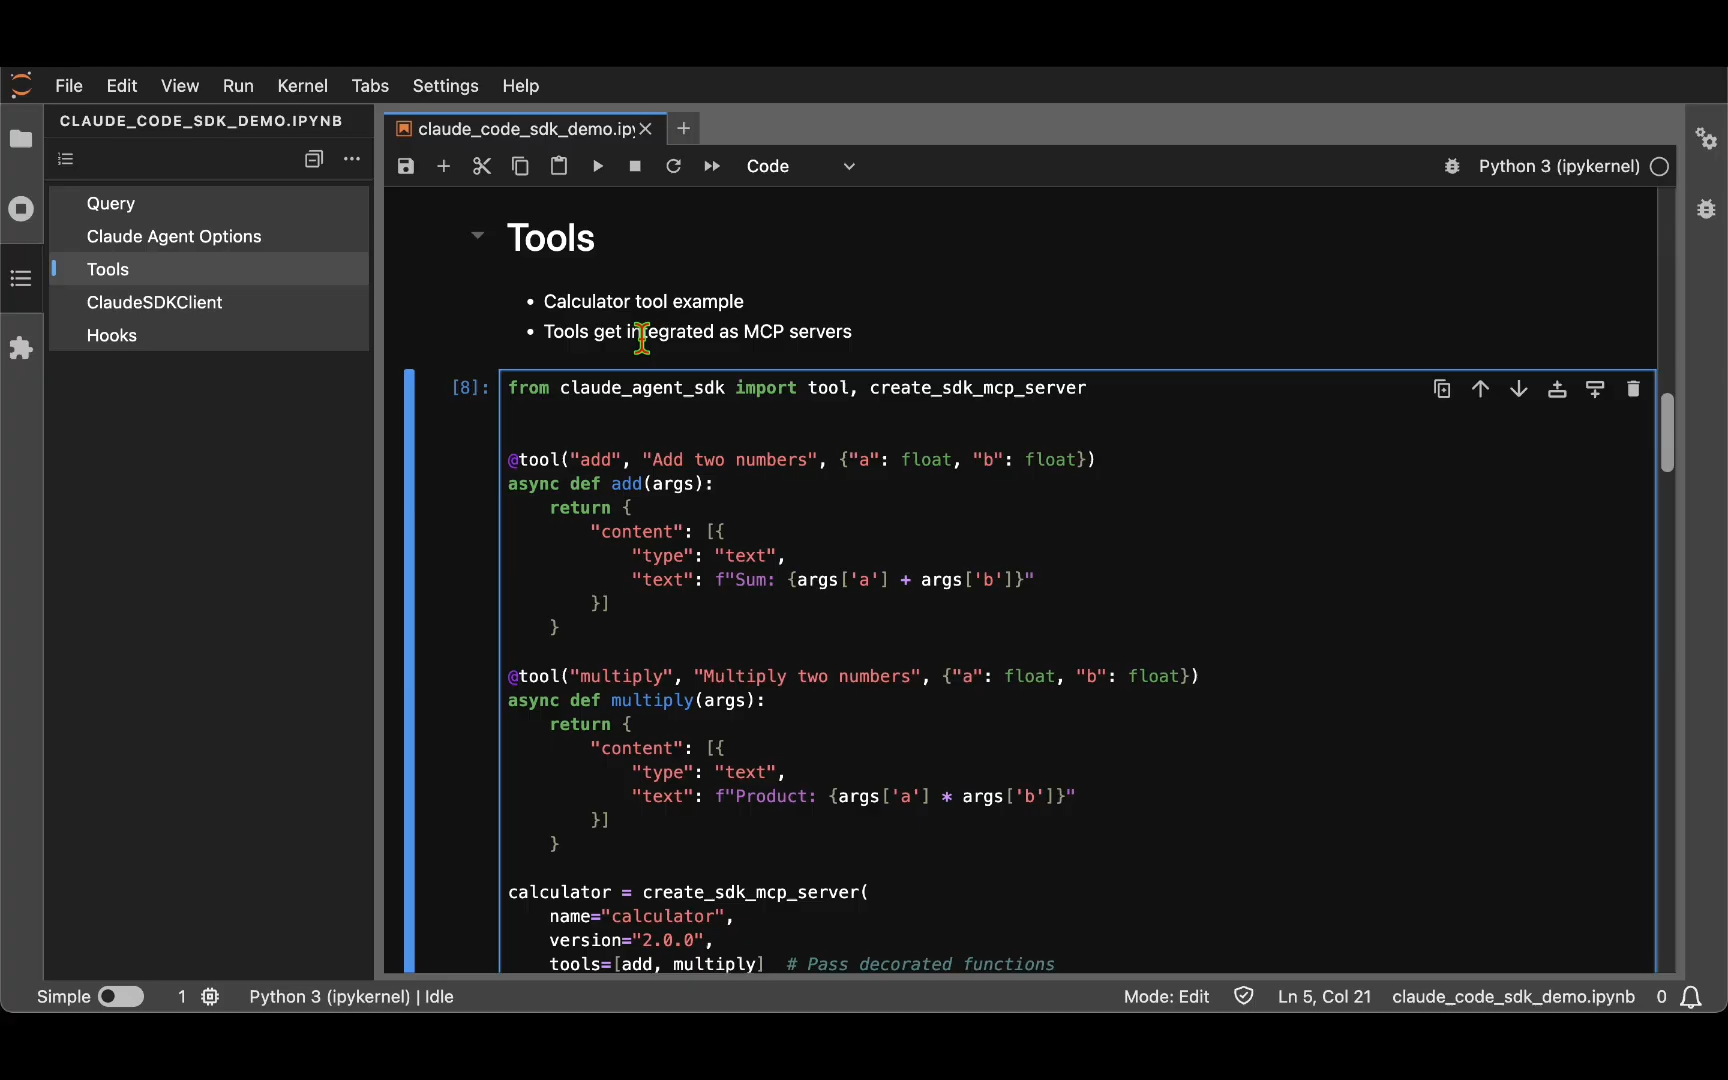 File Edit View Run Kernel Tabs Settings Help
CLAUDE_CODE_SDK_DEMO.IPYNB
Query
Claude Agent Options
Tools
ClaudeSDKClient
Hooks
claude_code_sdk_demo.ipy
Code
Python 3 (ipykernel)
Tools
• Calculator tool example
• Tools get integrated as MCP servers
[8]:
from claude_agent_sdk import tool, create_sdk_mcp_server
@tool("add", "Add two numbers", {"a": float, "b": float})
async def add(args):
    return {
        "content": [{
            "type": "text",
            "text": f"Sum: {args['a'] + args['b']}"
        }]
    }
@tool("multiply", "Multiply two numbers", {"a": float, "b": float})
async def multiply(args):
    return {
        "content": [{
            "type": "text",
            "text": f"Product: {args['a'] * args['b']}"
        }]
    }
calculator = create_sdk_mcp_server(
    name="calculator",
    version="2.0.0",
    tools=[add, multiply]  # Pass decorated functions
Simple 1 Python 3 (ipykernel) | Idle Mode: Edit Ln 5, Col 21 claude_code_sdk_demo.ipynb 0